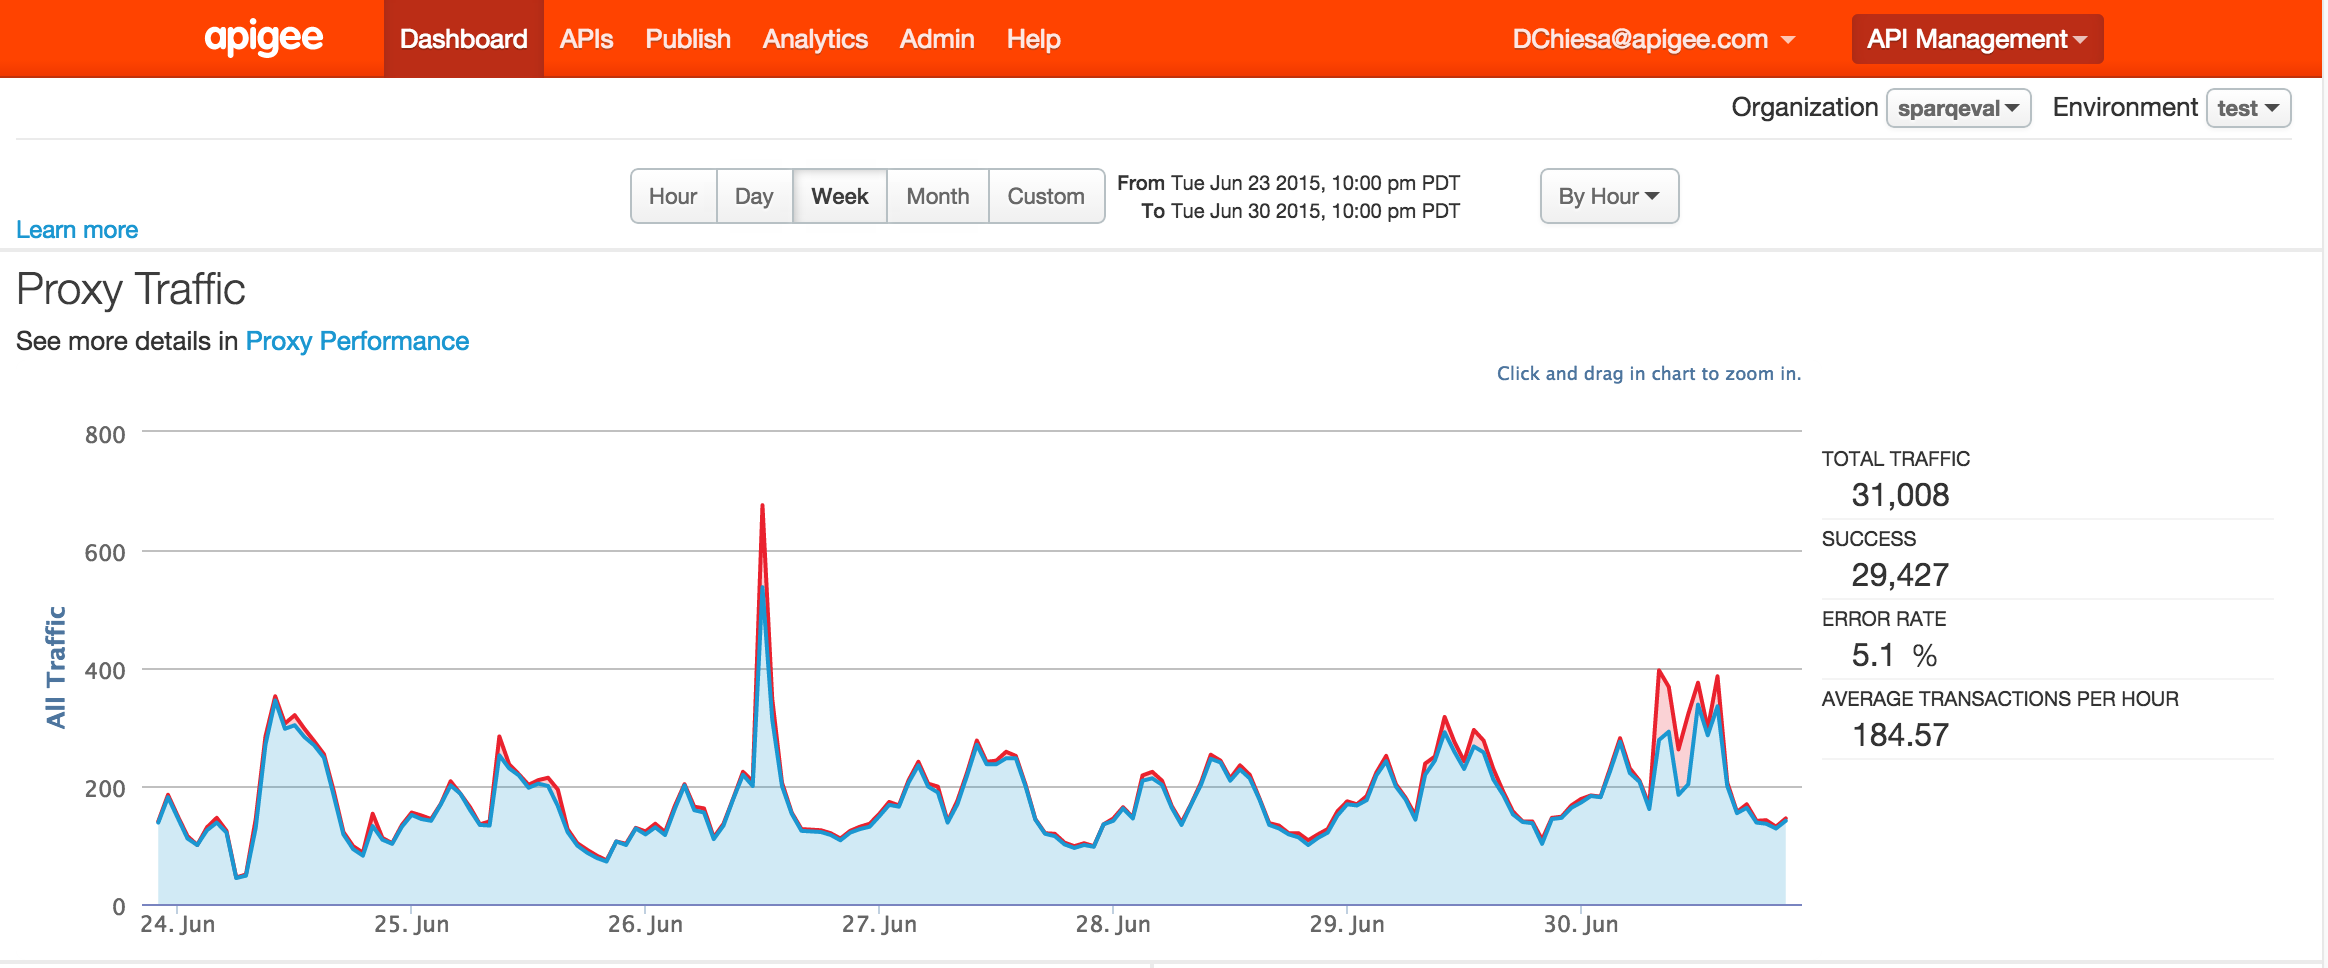 apigee Dashboard APIs Publish Analytics Admin Help DChiesa@apigee.com API Management
Organization sparqeval Environment test
Hour Day Week Month Custom From Tue Jun 23 2015, 10:00 pm PDT By Hour
To Tue Jun 30 2015, 10:00 pm PDT
Learn more
Proxy Traffic
See more details in Proxy Performance
Click and drag in chart to zoom in.
All Traffic
800
600
400
200
0
24. Jun 25. Jun 26. Jun 27. Jun 28. Jun 29. Jun 30. Jun
TOTAL TRAFFIC
31,008
SUCCESS
29,427
ERROR RATE
5.1 %
AVERAGE TRANSACTIONS PER HOUR
184.57